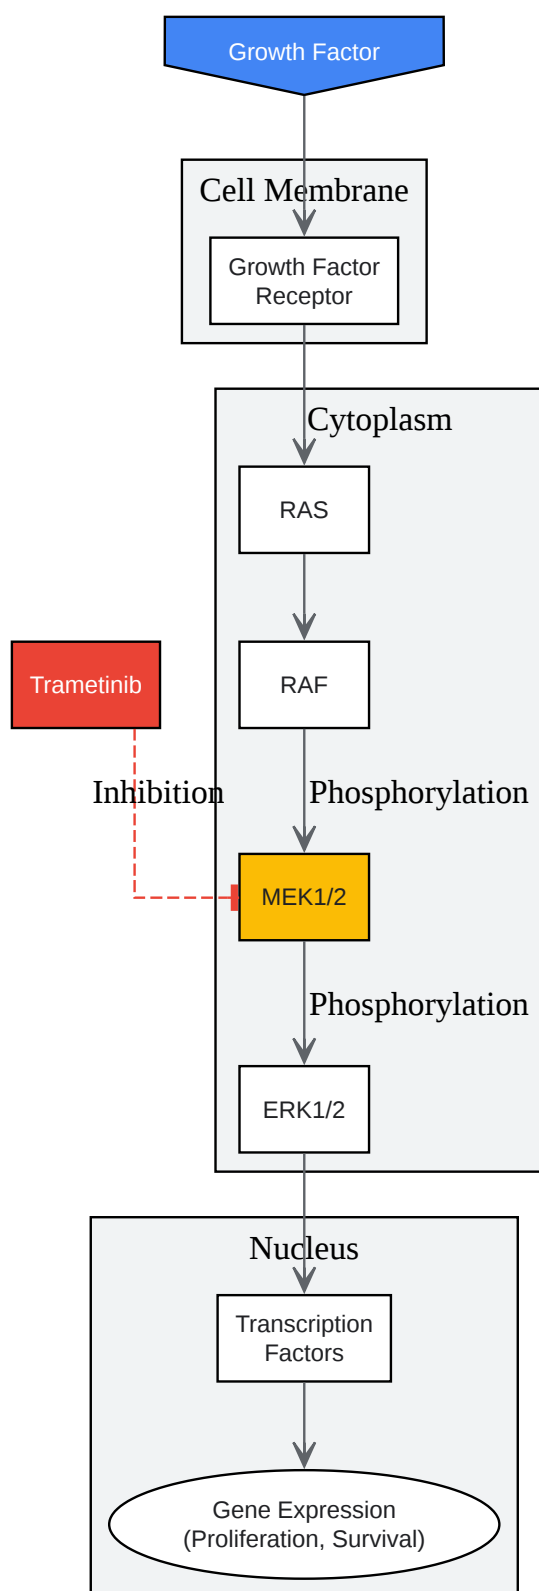 Growth Factor
Cell Membrane
Growth Factor
Receptor
Cytoplasm
RAS
Trametinib
RAF
Inhibition
Phosphorylation
MEK1/2
Phosphorylation
ERK1/2
Nucleus
Transcription
Factors
Gene Expression
(Proliferation, Survival)